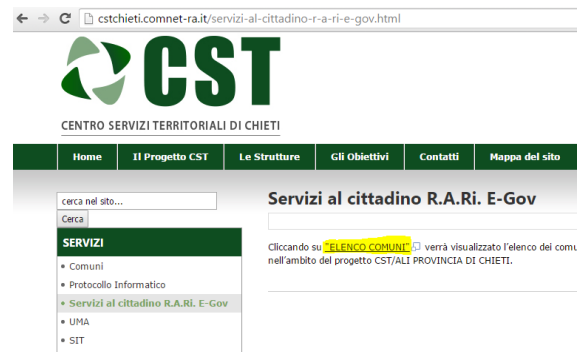 cstchieti.comnet-ra.it/servizi-al-cittadino-r-a-ri-e-gov.html
CST
CENTRO SERVIZI TERRITORIALI DI CHIETI
Home Il Progetto CST Le Strutture Gli Obiettivi Contatti Mappa del sito
cerca nel sito...
Cerca
SERVIZI
• Comuni
• Protocollo Informatico
• Servizi al cittadino R.A.Ri. E-Gov
• UMA
• SIT
Servizi al cittadino R.A.Ri. E-Gov
Cliccando su "ELENCO COMUNI" verrà visualizzato l'elenco dei comu
nell'ambito del progetto CST/ALI PROVINCIA DI CHIETI.